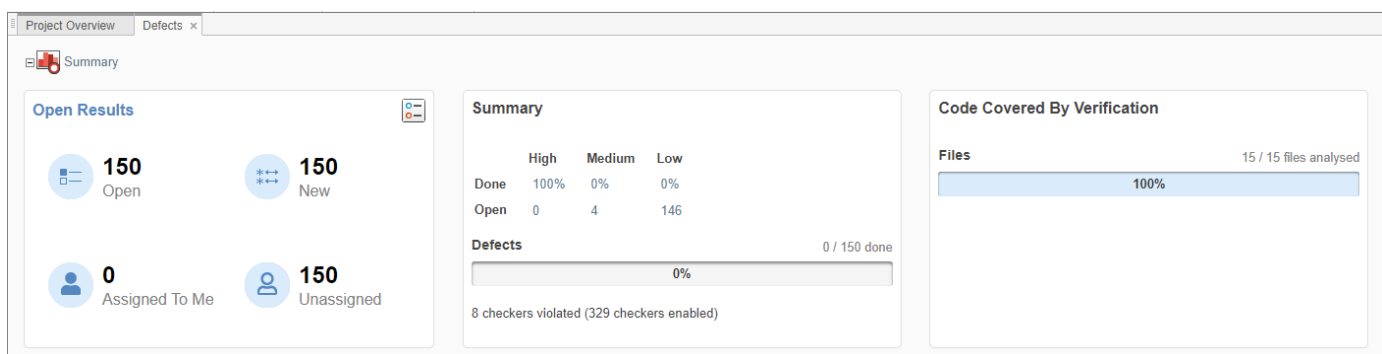 Project Overview Defects ×
Summary
Open Results
150
Open
150
New
0
Assigned To Me
150
Unassigned
Summary
High Medium Low
Done 100% 0% 0%
Open 0 4 146
Defects 0 / 150 done
0%
8 checkers violated (329 checkers enabled)
Code Covered By Verification
Files 15 / 15 files analysed
100%